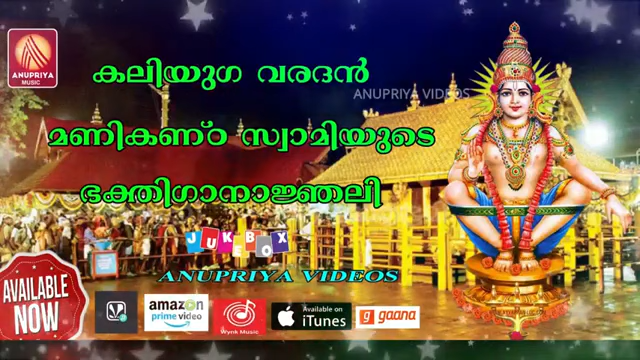 ANUPRIYA
MUSIC
കലിയുഗ വരദൻ
ANUPRIYA VIDEOS
മണികണ്ഠ സ്വാമിയുടെ
ഭക്തിഗാനാഞ്ജലി
JUKEBOX
ANUPRIYA VIDEOS
AVAILABLE
NOW
amazon
prime video
Wynk Music
Available on
iTunes
gaana